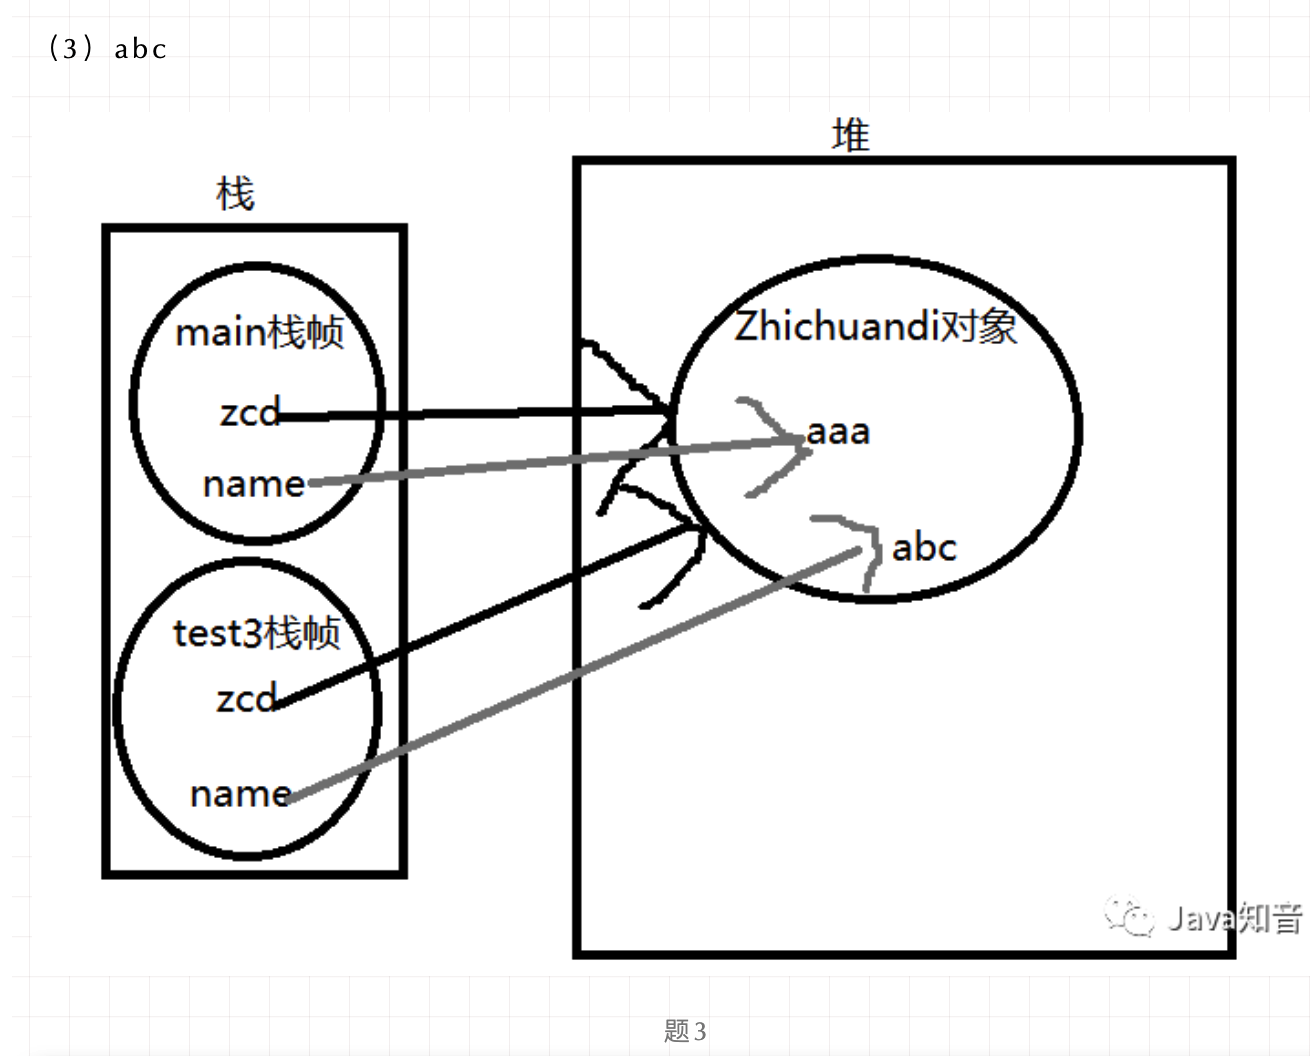 （3）abc
堆
栈
main栈帧
zcd
name
test3栈帧
zcd
name
Zhichuandi对象
aaa
abc
Java知音
题3